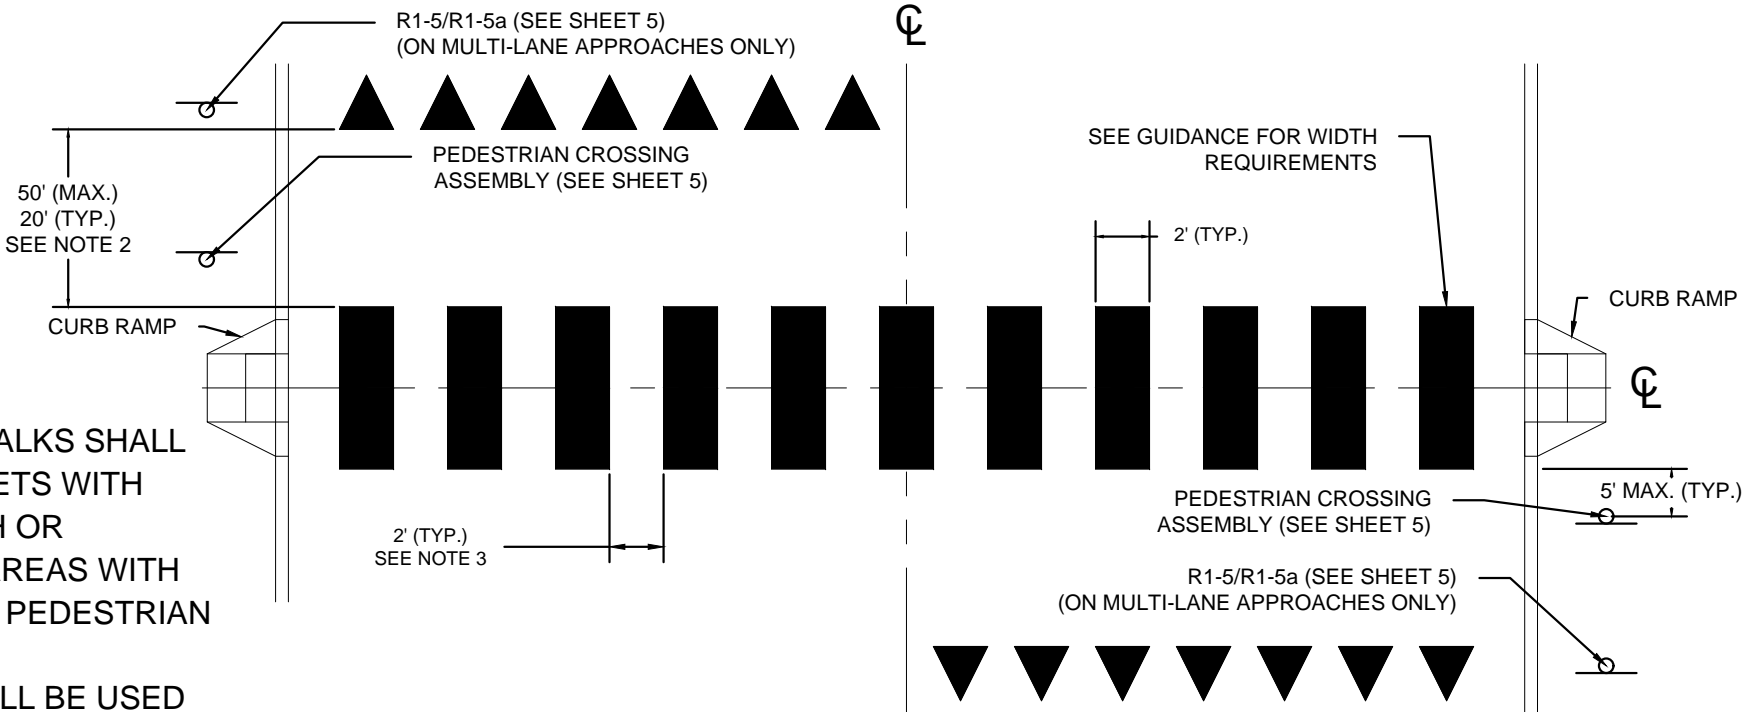 R1-5/R1-5a (SEE SHEET 5)
(ON MULTI-LANE APPROACHES ONLY)
℄
PEDESTRIAN CROSSING
ASSEMBLY (SEE SHEET 5)
SEE GUIDANCE FOR WIDTH
REQUIREMENTS
50' (MAX.)
20' (TYP.)
SEE NOTE 2
2' (TYP.)
CURB RAMP
CURB RAMP
℄
ALKS SHALL
ETS WITH
H OR
AREAS WITH
PEDESTRIAN
LL BE USED
2' (TYP.)
SEE NOTE 3
PEDESTRIAN CROSSING
ASSEMBLY (SEE SHEET 5)
5' MAX. (TYP.)
R1-5/R1-5a (SEE SHEET 5)
(ON MULTI-LANE APPROACHES ONLY)